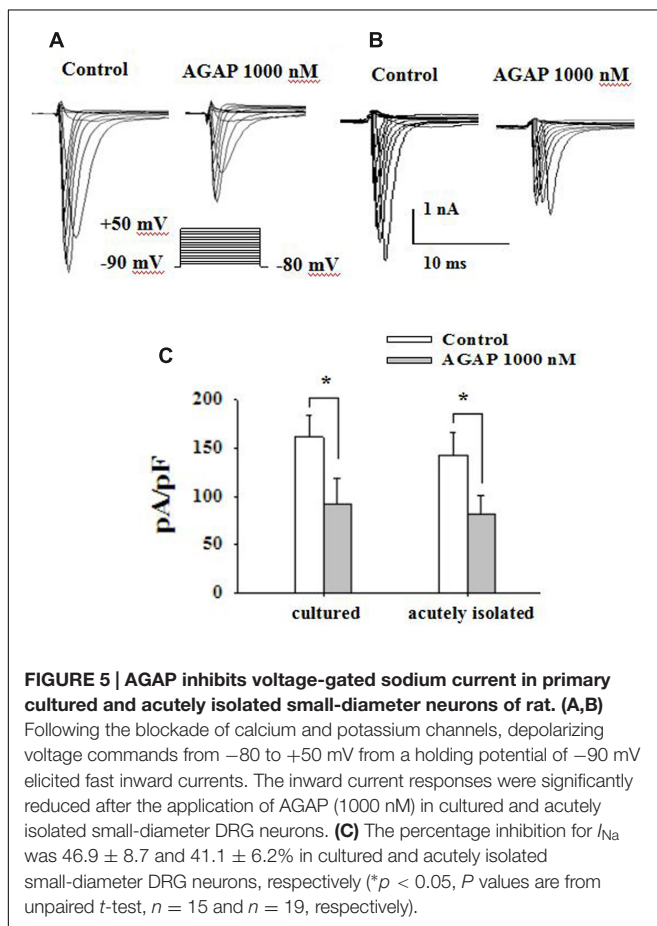 A
B
Control
AGAP 1000 nM
Control
AGAP 1000 nM
+50 mV
-90 mV
-80 mV
1 nA
10 ms
C
Control
AGAP 1000 nM
*
*
200
150
100
50
0
pA/pF
cultured
acutely isolated
FIGURE 5 | AGAP inhibits voltage-gated sodium current in primary
cultured and acutely isolated small-diameter neurons of rat. (A,B)
Following the blockade of calcium and potassium channels, depolarizing
voltage commands from −80 to +50 mV from a holding potential of −90 mV
elicited fast inward currents. The inward current responses were significantly
reduced after the application of AGAP (1000 nM) in cultured and acutely
isolated small-diameter DRG neurons. (C) The percentage inhibition for INa
was 46.9 ± 8.7 and 41.1 ± 6.2% in cultured and acutely isolated
small-diameter DRG neurons, respectively (*p < 0.05, P values are from
unpaired t-test, n = 15 and n = 19, respectively).